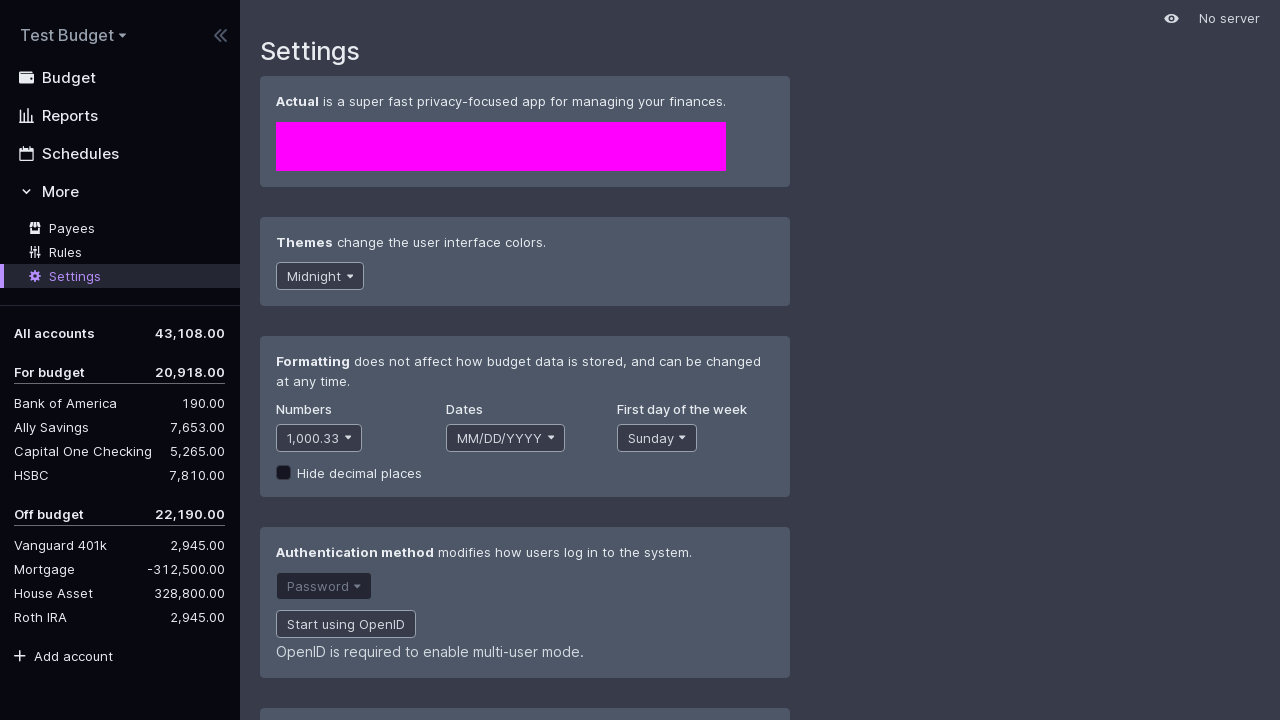 Test Budget
No server
Settings
Budget
Reports
Schedules
More
Payees
Rules
Settings
All accounts 43,108.00
For budget 20,918.00
Bank of America 190.00
Ally Savings 7,653.00
Capital One Checking 5,265.00
HSBC 7,810.00
Off budget 22,190.00
Vanguard 401k 2,945.00
Mortgage -312,500.00
House Asset 328,800.00
Roth IRA 2,945.00
Add account
Actual is a super fast privacy-focused app for managing your finances.
Themes change the user interface colors.
Midnight
Formatting does not affect how budget data is stored, and can be changed
at any time.
Numbers Dates First day of the week
1,000.33 MM/DD/YYYY Sunday
Hide decimal places
Authentication method modifies how users log in to the system.
Password
Start using OpenID
OpenID is required to enable multi-user mode.